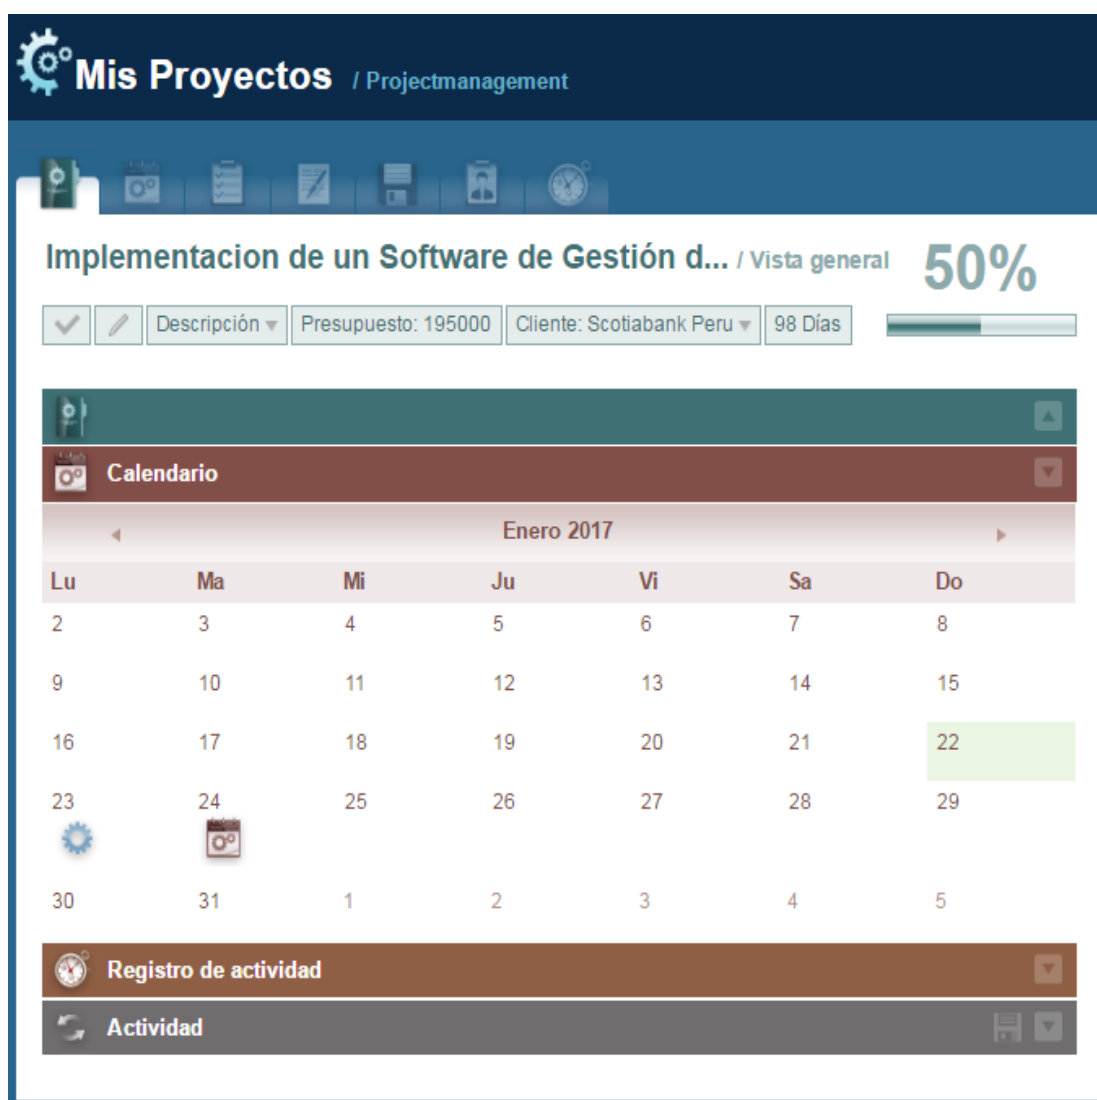 Mis Proyectos / Projectmanagement
Implementacion de un Software de Gestión d... / Vista general 50%
Descripción Presupuesto: 195000 Cliente: Scotiabank Peru 98 Días
Calendario
Enero 2017
Lu Ma Mi Ju Vi Sa Do
2 3 4 5 6 7 8
9 10 11 12 13 14 15
16 17 18 19 20 21 22
23 24 25 26 27 28 29
30 31 1 2 3 4 5
Registro de actividad
Actividad